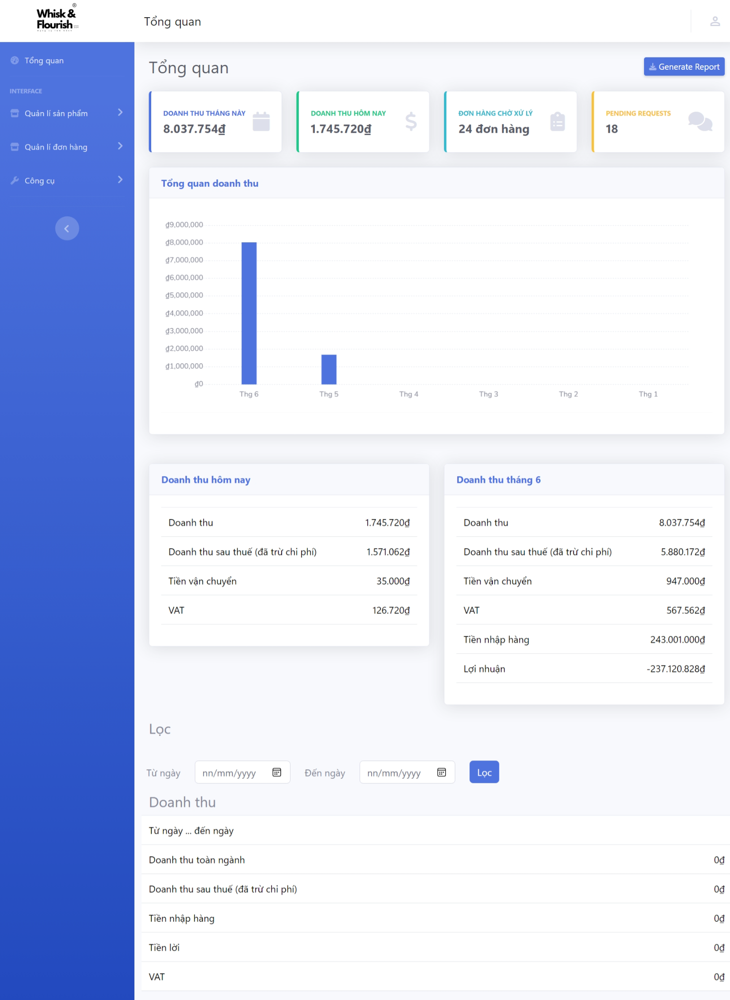 Whisk &
Flourish
®
Tổng quan
Tổng quan
INTERFACE
Quản lí sản phẩm
Quản lí đơn hàng
Công cụ
Tổng quan
Generate Report
DOANH THU THÁNG NÀY
8.037.754₫
DOANH THU HÔM NAY
1.745.720₫
ĐƠN HÀNG CHỜ XỬ LÝ
24 đơn hàng
PENDING REQUESTS
18
Tổng quan doanh thu
₫9,000,000
₫8,000,000
₫7,000,000
₫6,000,000
₫5,000,000
₫4,000,000
₫3,000,000
₫2,000,000
₫1,000,000
₫0
Thg 6 Thg 5 Thg 4 Thg 3 Thg 2 Thg 1
Doanh thu hôm nay
Doanh thu 1.745.720₫
Doanh thu sau thuế (đã trừ chi phí) 1.571.062₫
Tiền vận chuyển 35.000₫
VAT 126.720₫
Doanh thu tháng 6
Doanh thu 8.037.754₫
Doanh thu sau thuế (đã trừ chi phí) 5.880.172₫
Tiền vận chuyển 947.000₫
VAT 567.562₫
Tiền nhập hàng 243.001.000₫
Lợi nhuận -237.120.828₫
Lọc
Từ ngày nn/mm/yyyy Đến ngày nn/mm/yyyy Lọc
Doanh thu
Từ ngày ... đến ngày
Doanh thu toàn ngành 0₫
Doanh thu sau thuế (đã trừ chi phí) 0₫
Tiền nhập hàng 0₫
Tiền lời 0₫
VAT 0₫